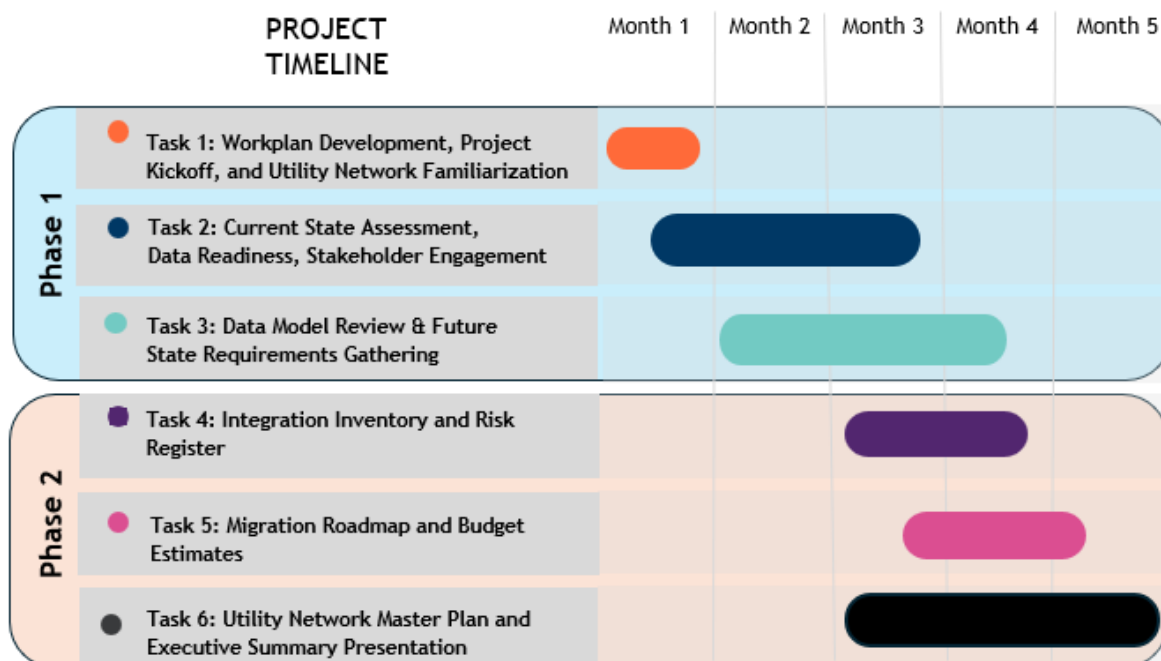 PROJECT
TIMELINE
Month 1
Month 2
Month 3
Month 4
Month 5
Phase 1
Task 1: Workplan Development, Project
Kickoff, and Utility Network Familiarization
Task 2: Current State Assessment,
Data Readiness, Stakeholder Engagement
Task 3: Data Model Review & Future
State Requirements Gathering
Phase 2
Task 4: Integration Inventory and Risk
Register
Task 5: Migration Roadmap and Budget
Estimates
Task 6: Utility Network Master Plan and
Executive Summary Presentation